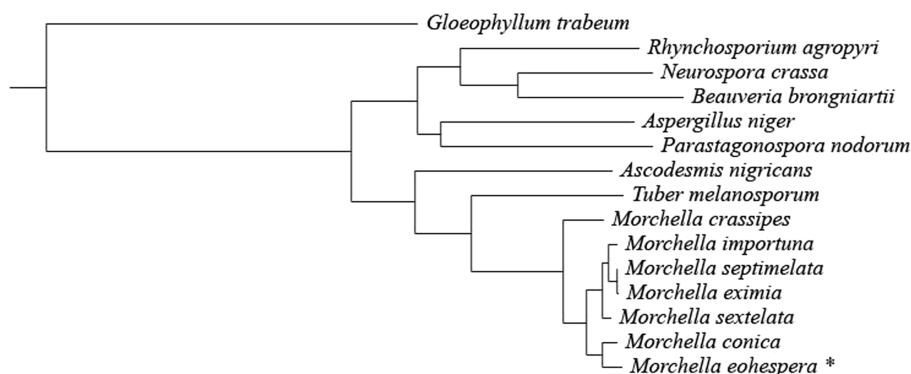 Gloeophyllum trabeum
Rhynchosporium agropyri
Neurospora crassa
Beauveria brongniartii
Aspergillus niger
Parastagonospora nodorum
Ascodesmis nigricans
Tuber melanosporum
Morchella crassipes
Morchella importuna
Morchella septimelata
Morchella eximia
Morchella sextelata
Morchella conica
Morchella eohespera *